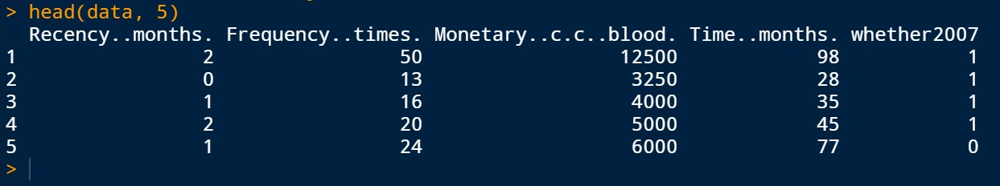 > head(data, 5)
  Recency..months. Frequency..times. Monetary..c.c..blood. Time..months. whether2007
1                2                50                 12500            98           1
2                0                13                  3250            28           1
3                1                16                  4000            35           1
4                2                20                  5000            45           1
5                1                24                  6000            77           0
>